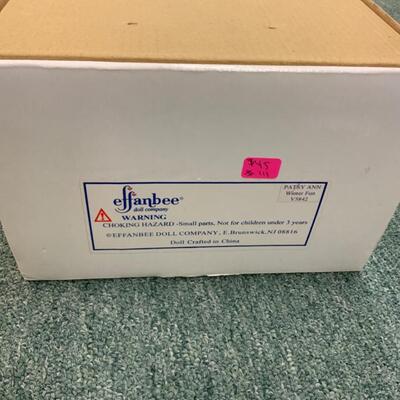 $45
PATSY ANN
Winter Fun
V5842
effanbee®
doll company
WARNING
CHOKING HAZARD -Small parts, Not for children under 3 years
©EFFANBEE DOLL COMPANY, E.Brunswick,NJ 08816
Doll Crafted in China